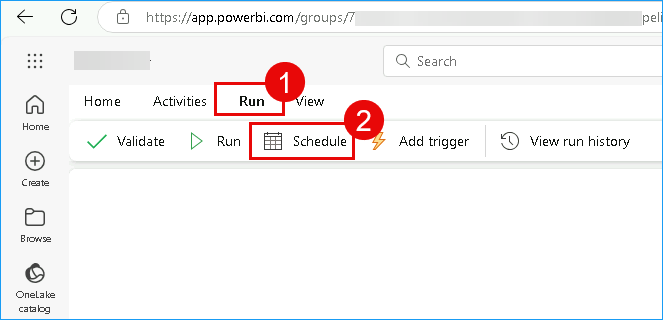 https://app.powerbi.com/groups/7
peli
Search
1
Home Activities Run View
2
Validate Run Schedule Add trigger View run history
Home
Create
Browse
OneLake
catalog